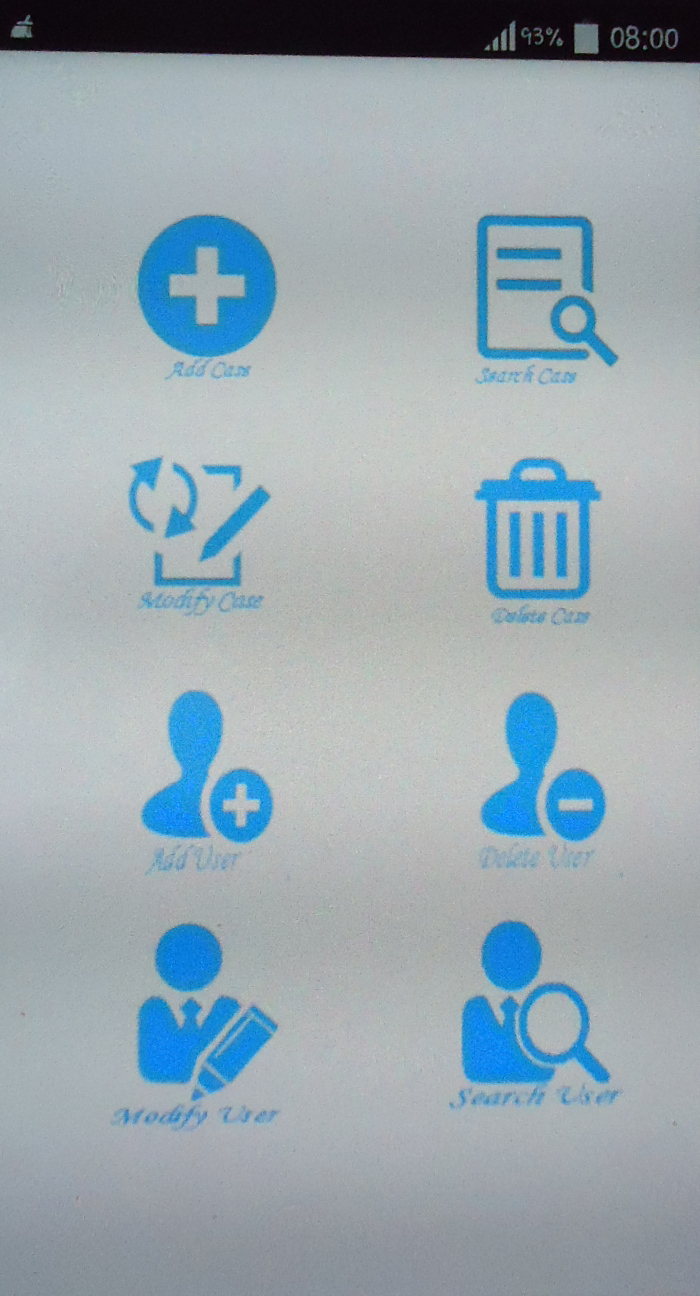 93% 08:00
Add Case
Search Case
Modify Case
Delete Case
Add User
Delete User
Modify User
Search User